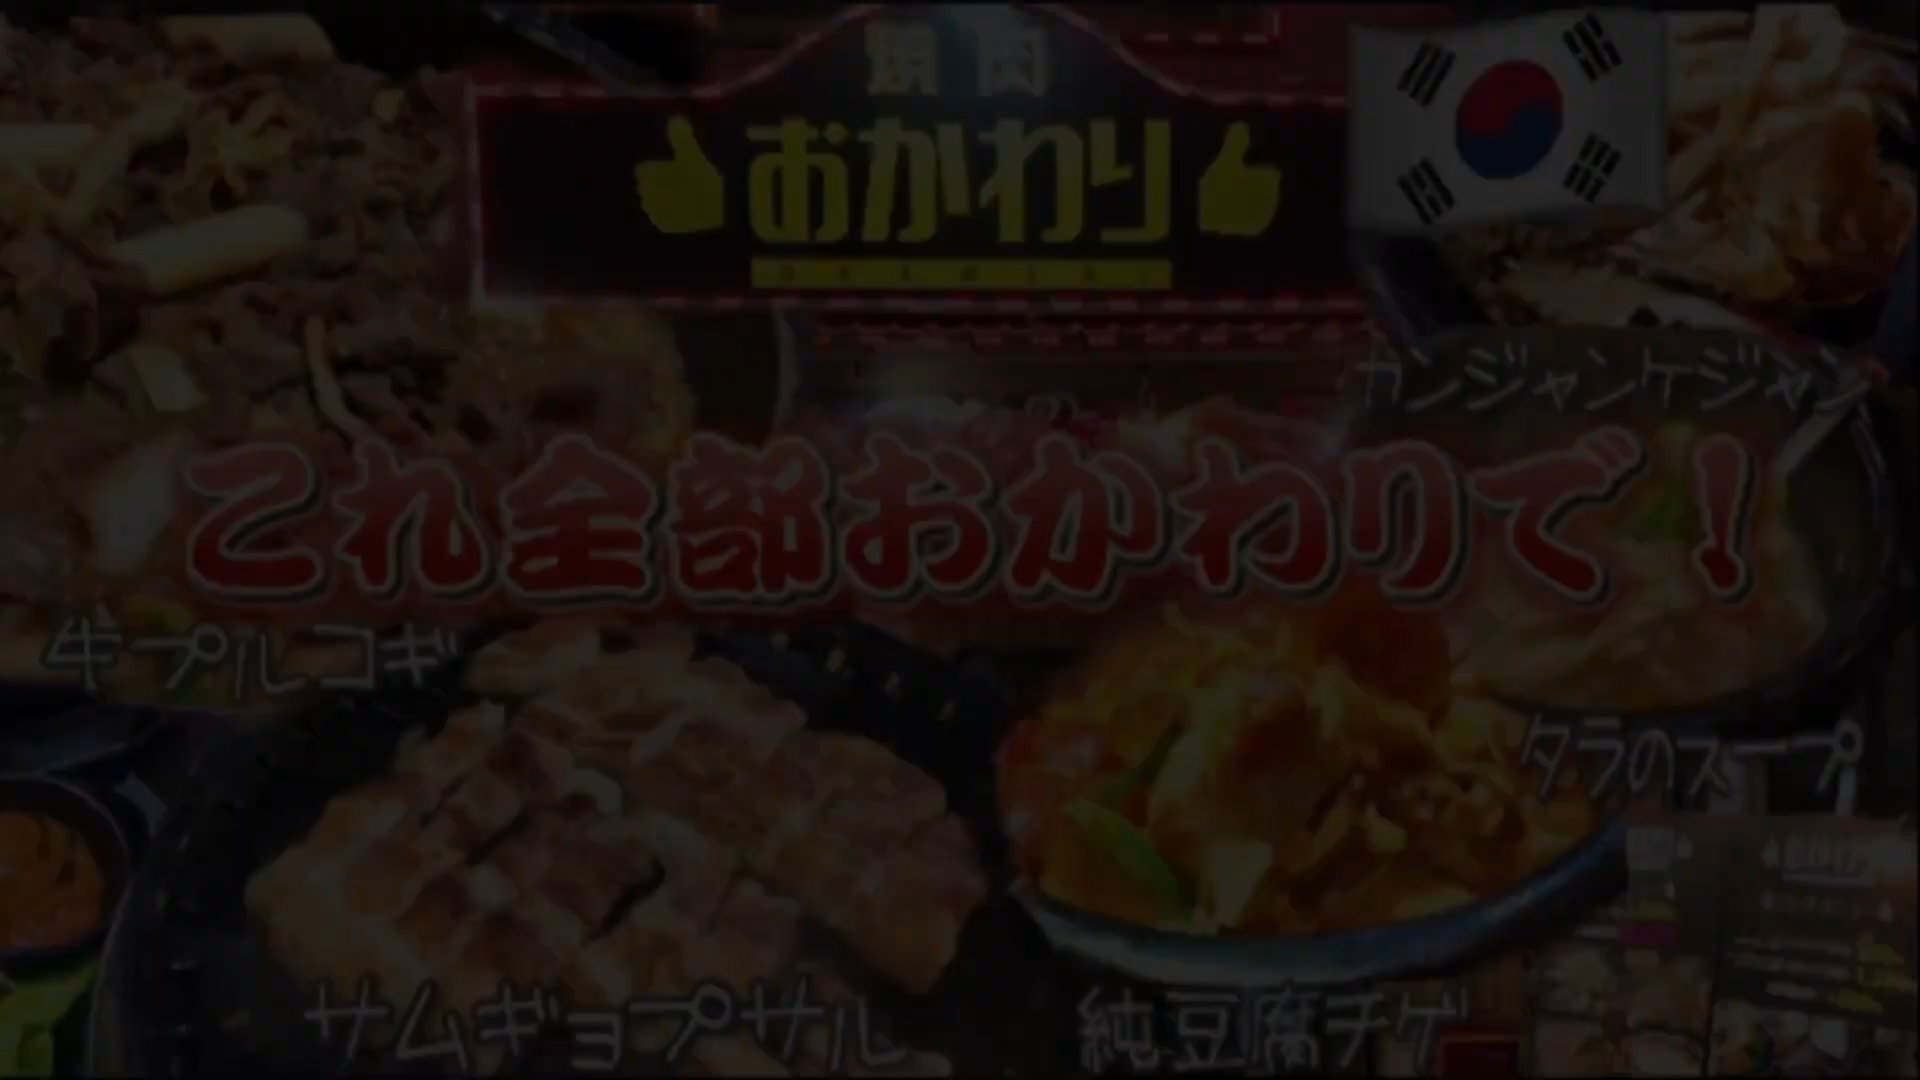 焼肉
おかわり
カンジャンケジャン
これ全部おかわりで！
牛プルコギ
タラのスープ
サムギョプサル
純豆腐チゲ